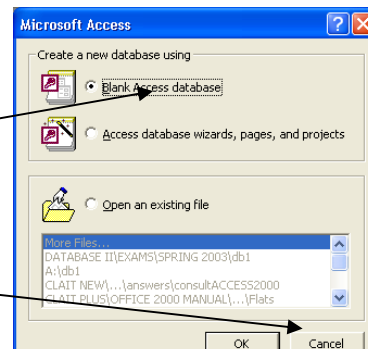 Microsoft Access
Create a new database using
Blank Access database
Access database wizards, pages, and projects
Open an existing file
More Files...
DATABASE II\EXAMS\SPRING 2003\db1
A:\db1
CLAIT NEW\...\answers\consultACCESS2000
CLAIT PLUS\OFFICE 2000 MANUAL\...\Flats
OK Cancel